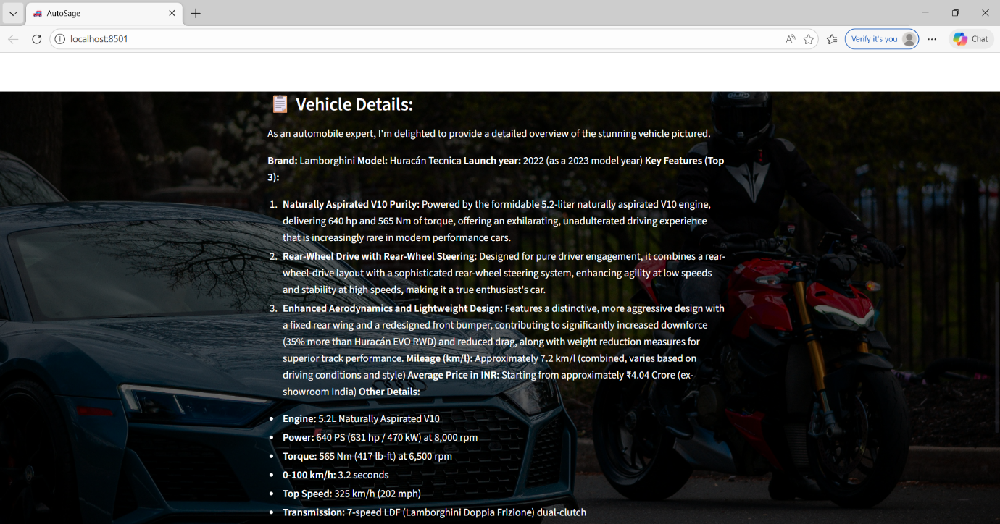 AutoSage
localhost:8501
Verify it's you
Chat
Vehicle Details:
As an automobile expert, I'm delighted to provide a detailed overview of the stunning vehicle pictured.
Brand: Lamborghini Model: Huracán Tecnica Launch year: 2022 (as a 2023 model year) Key Features (Top
3):
1. Naturally Aspirated V10 Purity: Powered by the formidable 5.2-liter naturally aspirated V10 engine,
delivering 640 hp and 565 Nm of torque, offering an exhilarating, unadulterated driving experience
that is increasingly rare in modern performance cars.
2. Rear-Wheel Drive with Rear-Wheel Steering: Designed for pure driver engagement, it combines a rear-
wheel-drive layout with a sophisticated rear-wheel steering system, enhancing agility at low speeds
and stability at high speeds, making it a true enthusiast's car.
3. Enhanced Aerodynamics and Lightweight Design: Features a distinctive, more aggressive design with
a fixed rear wing and a redesigned front bumper, contributing to significantly increased downforce
(35% more than Huracán EVO RWD) and reduced drag, along with weight reduction measures for
superior track performance. Mileage (km/l): Approximately 7.2 km/l (combined, varies based on
driving conditions and style) Average Price in INR: Starting from approximately ₹4.04 Crore (ex-
showroom India) Other Details:
• Engine: 5.2L Naturally Aspirated V10
• Power: 640 PS (631 hp / 470 kW) at 8,000 rpm
• Torque: 565 Nm (417 lb-ft) at 6,500 rpm
• 0-100 km/h: 3.2 seconds
• Top Speed: 325 km/h (202 mph)
• Transmission: 7-speed LDF (Lamborghini Doppia Frizione) dual-clutch